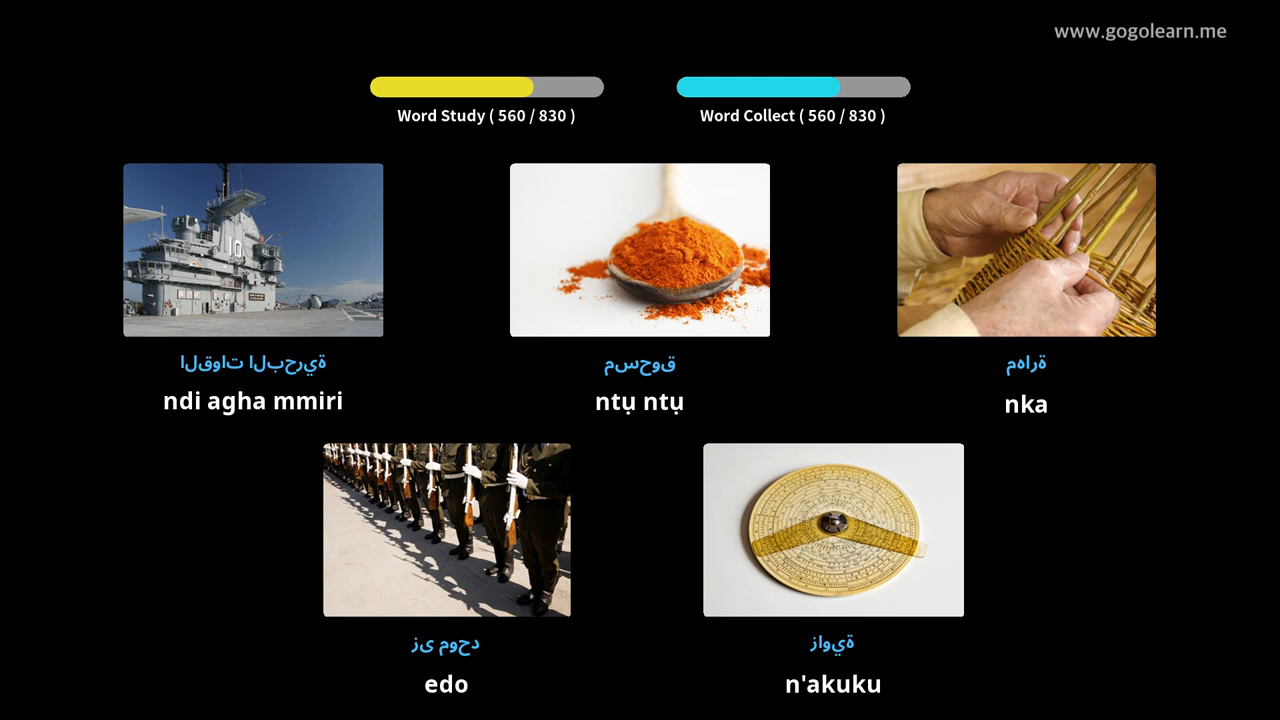 www.gogolearn.me
Word Study ( 560 / 830 )
Word Collect ( 560 / 830 )
القوات البحرية
ndi agha mmiri
مسحوق
ntụ ntụ
مهارة
nka
زى موحد
edo
زاوية
n'akuku